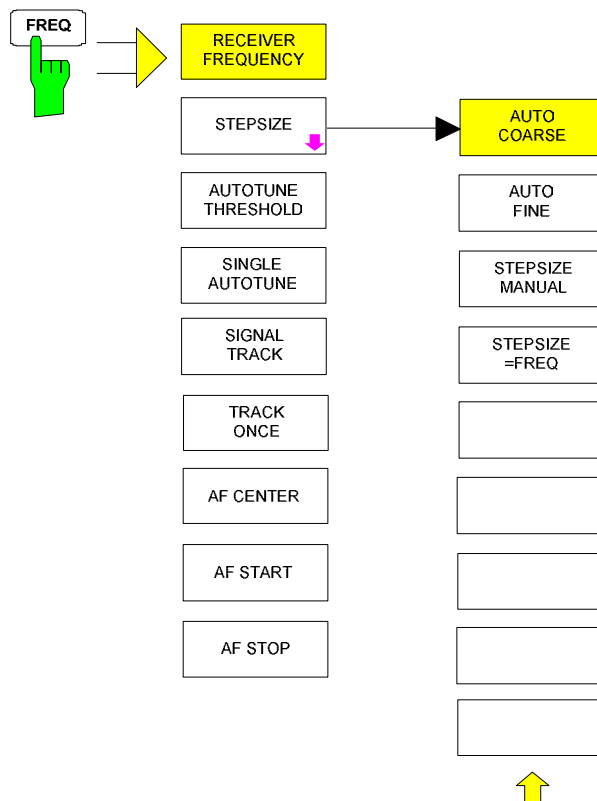 FREQ
RECEIVER
FREQUENCY
STEPSIZE
AUTOTUNE
THRESHOLD
SINGLE
AUTOTUNE
SIGNAL
TRACK
TRACK
ONCE
AF CENTER
AF START
AF STOP
AUTO
COARSE
AUTO
FINE
STEPSIZE
MANUAL
STEPSIZE
=FREQ